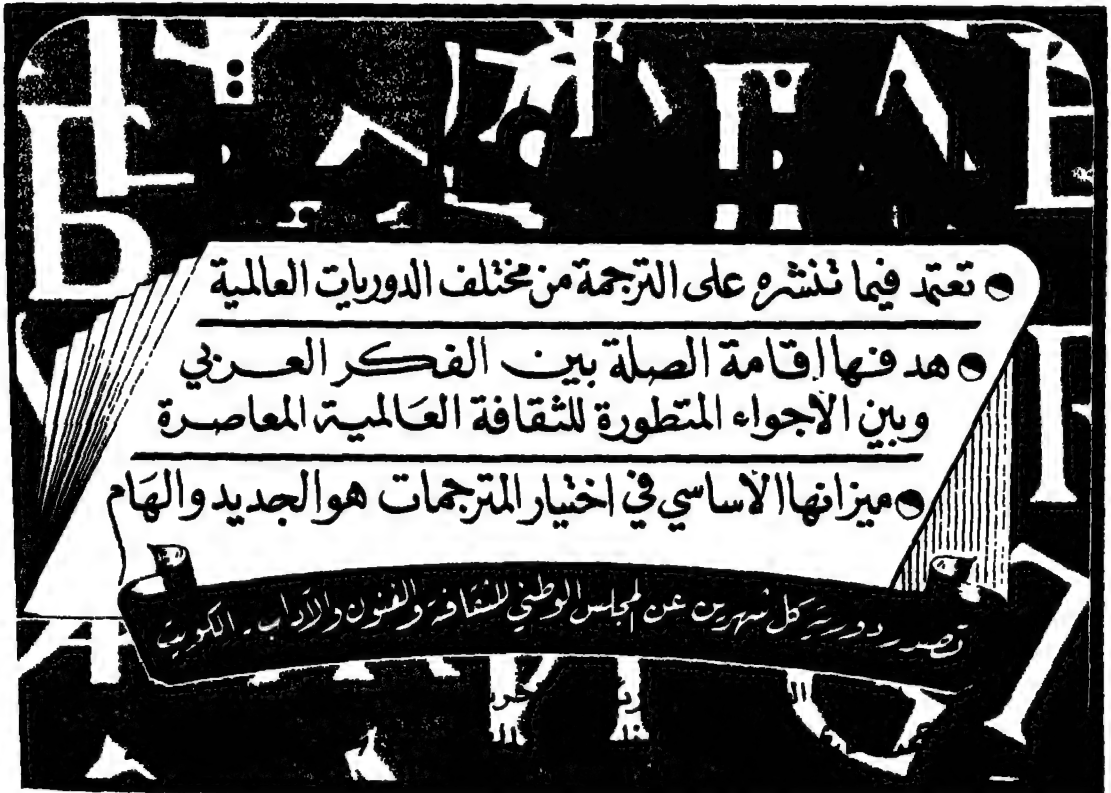 تعتمد فيما تنشره على الترجمة من مختلف الدوريات العالمية
هدفها إقامة الصلة بين الفكر العربي
وبين الأجواء المتطورة للثقافة العالمية المعاصرة
ميزانها الأساسي في اختيار المترجمات هو الجديد والهام
تصدر دورية كل شهرين عن المجلس الوطني للثقافة والفنون والآداب - الكويت